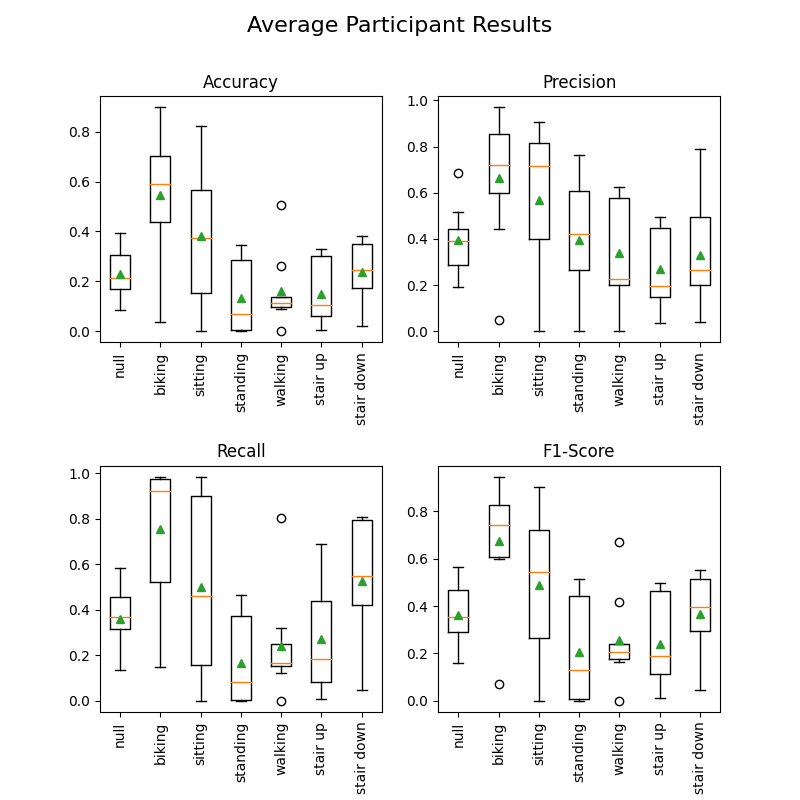 Average Participant Results
Accuracy
Precision
0.8
0.6
0.4
0.2
0.0
1.0
0.8
0.6
0.4
0.2
0.0
null
biking
sitting
standing
walking
stair up
stair down
null
biking
sitting
standing
walking
stair up
stair down
Recall
F1-Score
1.0
0.8
0.6
0.4
0.2
0.0
0.8
0.6
0.4
0.2
0.0
null
biking
sitting
standing
walking
stair up
stair down
null
biking
sitting
standing
walking
stair up
stair down